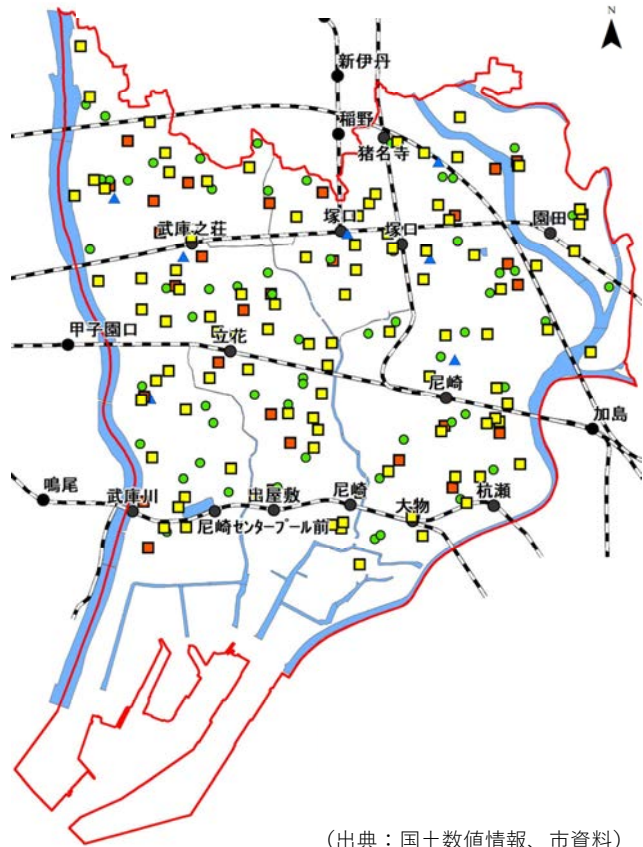 N
新伊丹
稲野
猪名寺
園田
塚口
塚口
武庫之荘
甲子園口
立花
尼崎
加島
鳴尾
武庫川
尼崎センタープール前
出屋敷
尼崎
大物
杭瀬
(出典：国土数値情報、市資料)